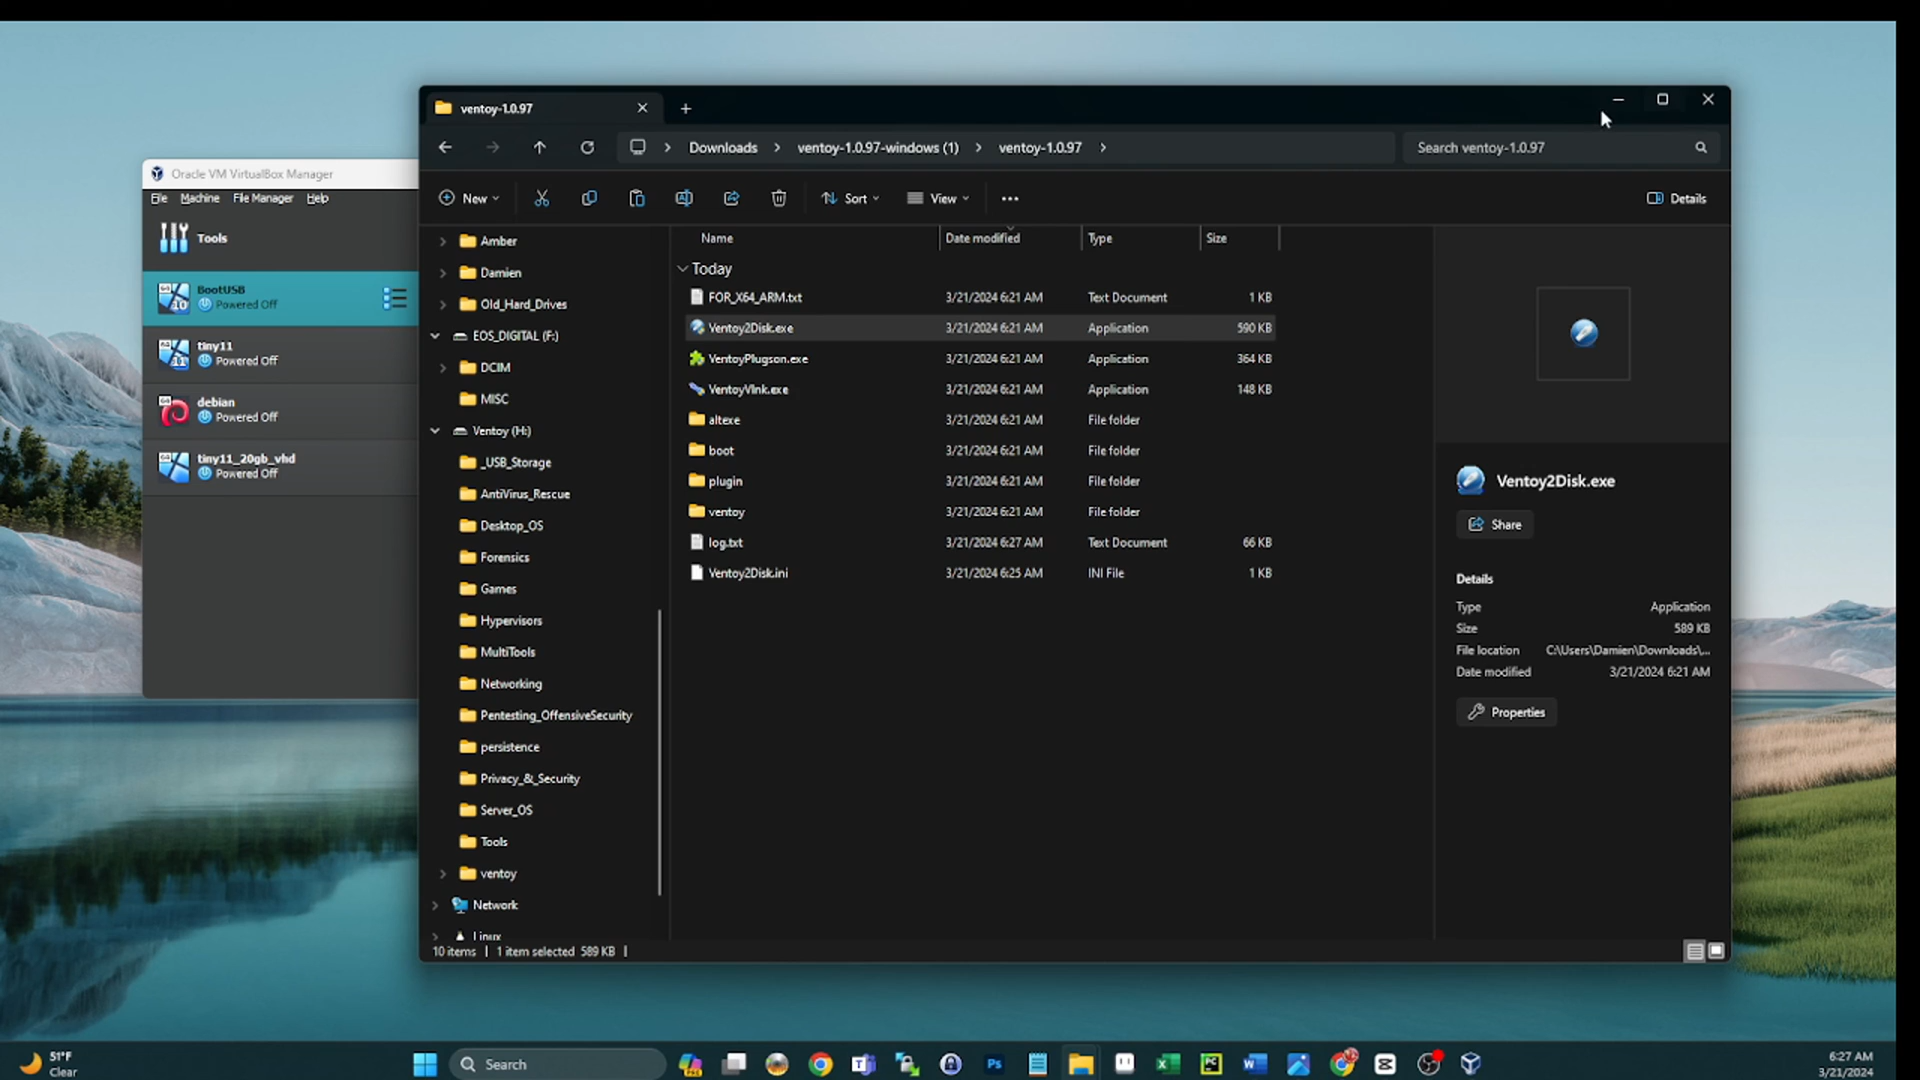 ventoy-1.0.97
Downloads
ventoy-1.0.97-windows (1)
ventoy-1.0.97
Search ventoy-1.0.97
New
Sort
View
Details
Oracle VM VirtualBox Manager
File Machine File Manager Help
Tools
BootUSB
Powered Off
tiny11
Powered Off
debian
Powered Off
tiny11_20gb_vhd
Powered Off
Amber
Damien
Old_Hard_Drives
EOS_DIGITAL (F:)
DCIM
MISC
Ventoy (H:)
_USB_Storage
AntiVirus_Rescue
Desktop_OS
Forensics
Games
Hypervisors
MultiTools
Networking
Pentesting_OffensiveSecurity
persistence
Privacy_&_Security
Server_OS
Tools
ventoy
Network
Linux
Name Date modified Type Size
Today
FOR_X64_ARM.txt 3/21/2024 6:21 AM Text Document 1 KB
Ventoy2Disk.exe 3/21/2024 6:21 AM Application 590 KB
VentoyPlugson.exe 3/21/2024 6:21 AM Application 364 KB
VentoyVlnk.exe 3/21/2024 6:21 AM Application 148 KB
altexe 3/21/2024 6:21 AM File folder
boot 3/21/2024 6:21 AM File folder
plugin 3/21/2024 6:21 AM File folder
ventoy 3/21/2024 6:21 AM File folder
log.txt 3/21/2024 6:27 AM Text Document 66 KB
Ventoy2Disk.ini 3/21/2024 6:25 AM INI File 1 KB
Ventoy2Disk.exe
Share
Details
Type Application
Size 589 KB
File location C:\Users\Damien\Downloads\...
Date modified 3/21/2024 6:21 AM
Properties
10 items 1 item selected 589 KB
51°F
Clear
Search
6:27 AM
3/21/2024